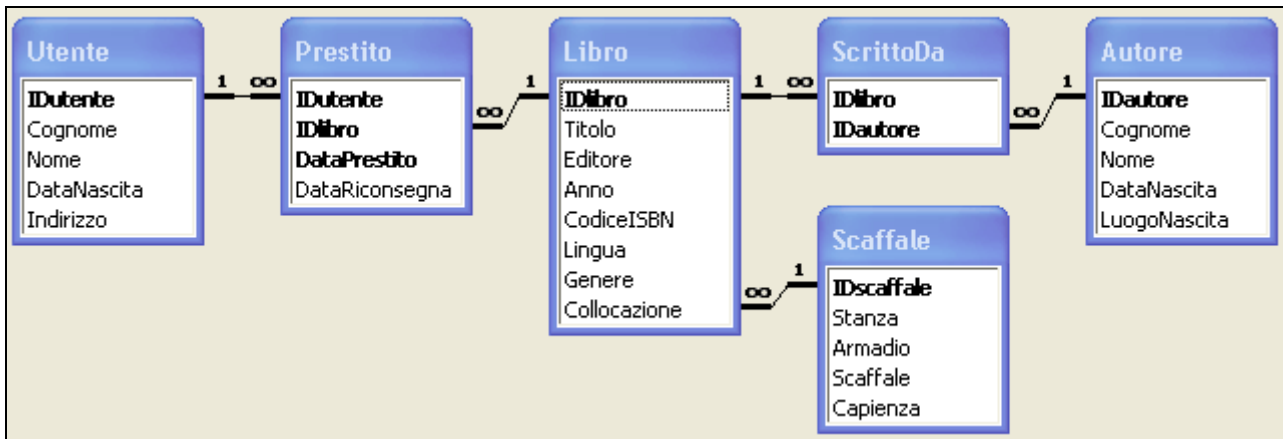 Utente
IDutente
Cognome
Nome
DataNascita
Indirizzo
1 ∞
Prestito
IDutente
IDlibro
DataPrestito
DataRiconsegna
∞ 1
Libro
IDlibro
Titolo
Editore
Anno
CodiceISBN
Lingua
Genere
Collocazione
1 ∞
ScrittoDa
IDlibro
IDautore
∞ 1
Autore
IDautore
Cognome
Nome
DataNascita
LuogoNascita
∞ 1
Scaffale
IDscaffale
Stanza
Armadio
Scaffale
Capienza